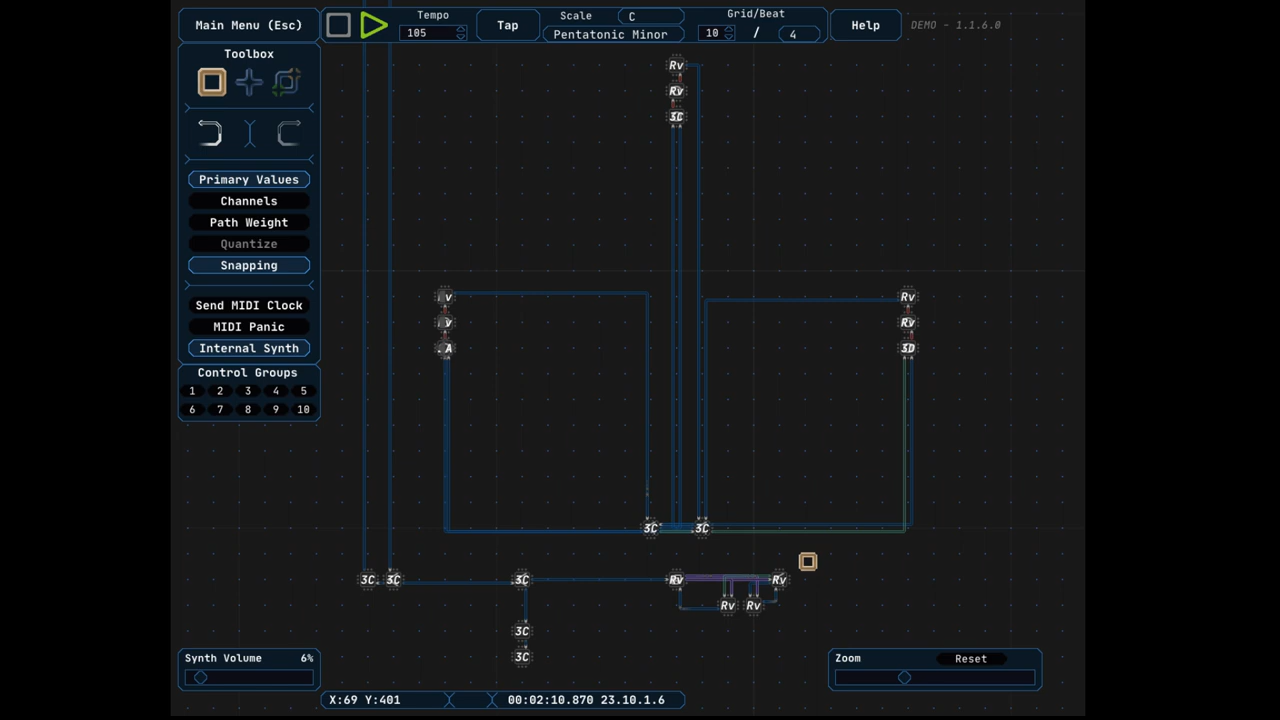 Main Menu (Esc)
Tempo
105
Tap
Scale
C
Pentatonic Minor
Grid/Beat
10 / 4
Help
DEMO - 1.1.6.0
Toolbox
Primary Values
Channels
Path Weight
Quantize
Snapping
Send MIDI Clock
MIDI Panic
Internal Synth
Control Groups
1 2 3 4 5
6 7 8 9 10
Rv
Rv
3C
v
v
A
Rv
Rv
3D
3C 3C
3C 3C 3C Rv Rv
Rv Rv
3C
3C
Synth Volume 6%
Zoom Reset
X:69 Y:401
00:02:10.870 23.10.1.6